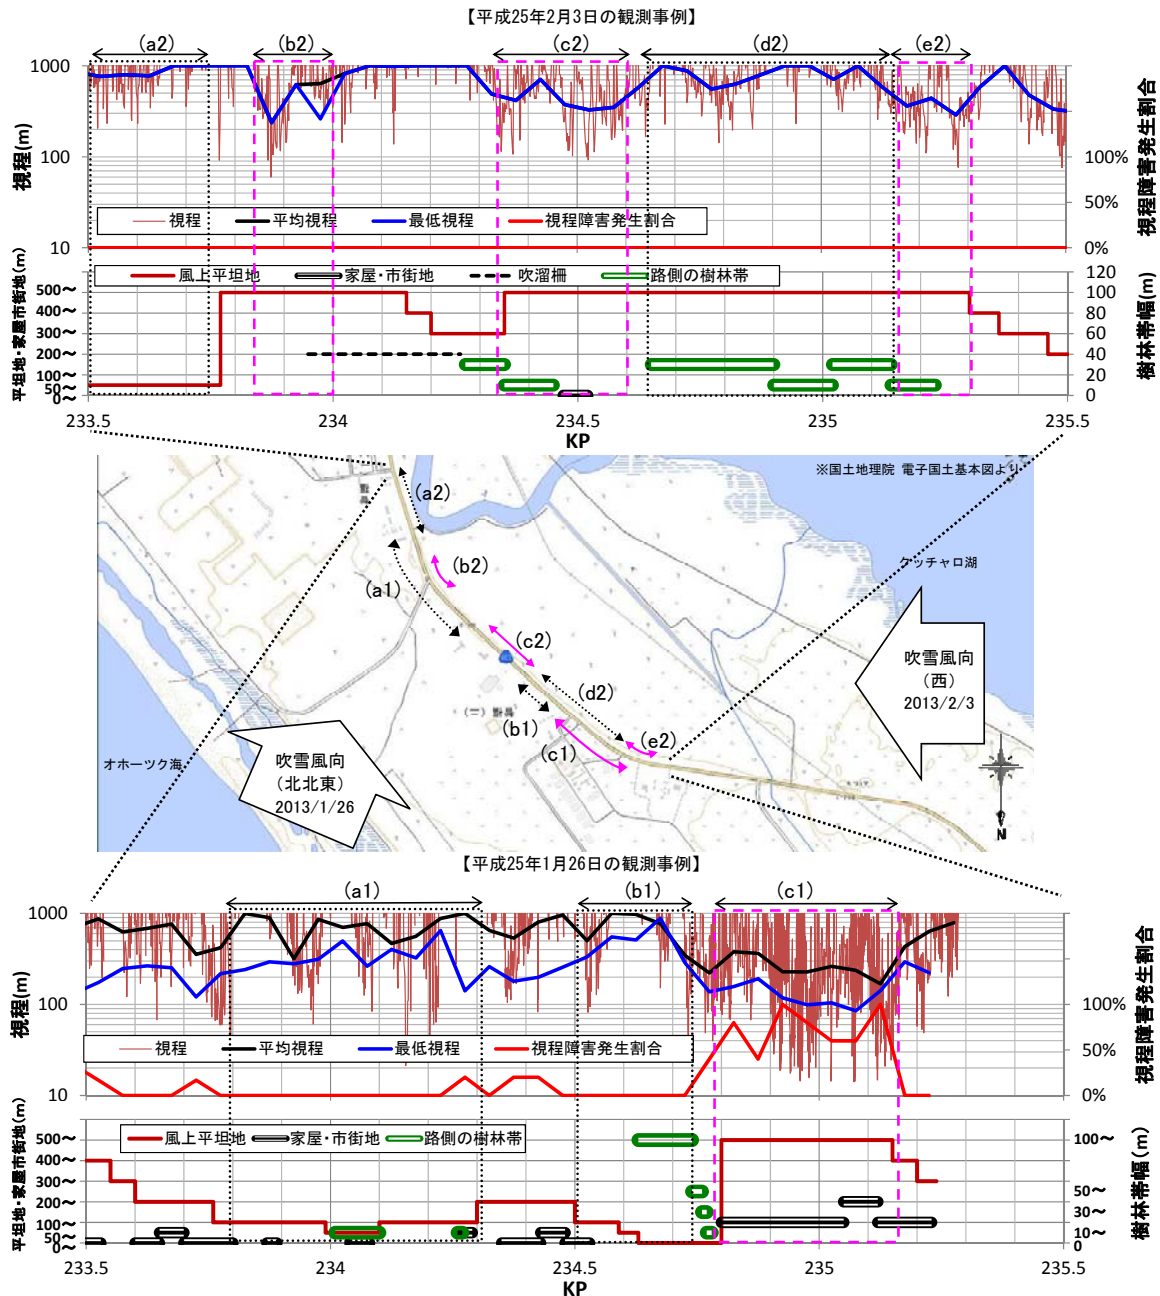 【平成25年2月3日の観測事例】
(a2) (b2) (c2) (d2) (e2)
1000
100
10
視程(m)
100%
50%
0%
視程障害発生割合
視程 平均視程 最低視程 視程障害発生割合
風上平坦地 家屋・市街地 吹溜柵 路側の樹林帯
500～
400～
300～
200～
100～
50～
0～
平坦地・家屋市街地(m)
120
100
80
60
40
20
0
樹林帯幅(m)
233.5 234 234.5 235 235.5
KP
※国土地理院 電子国土基本図より
クッチャロ湖
(a2)
(b2)
(a1)
(c2)
(d2)
(b1)
(c1)
(e2)
吹雪風向
(西)
2013/2/3
オホーツク海
吹雪風向
(北北東)
2013/1/26
N
【平成25年1月26日の観測事例】
(a1) (b1) (c1)
1000
100
10
視程(m)
100%
50%
0%
視程障害発生割合
視程 平均視程 最低視程 視程障害発生割合
風上平坦地 家屋・市街地 路側の樹林帯
500～
400～
300～
200～
100～
50～
0～
平坦地・家屋市街地(m)
100～
50～
30～
10～
0
樹林帯幅(m)
233.5 234 234.5 235 235.5
KP